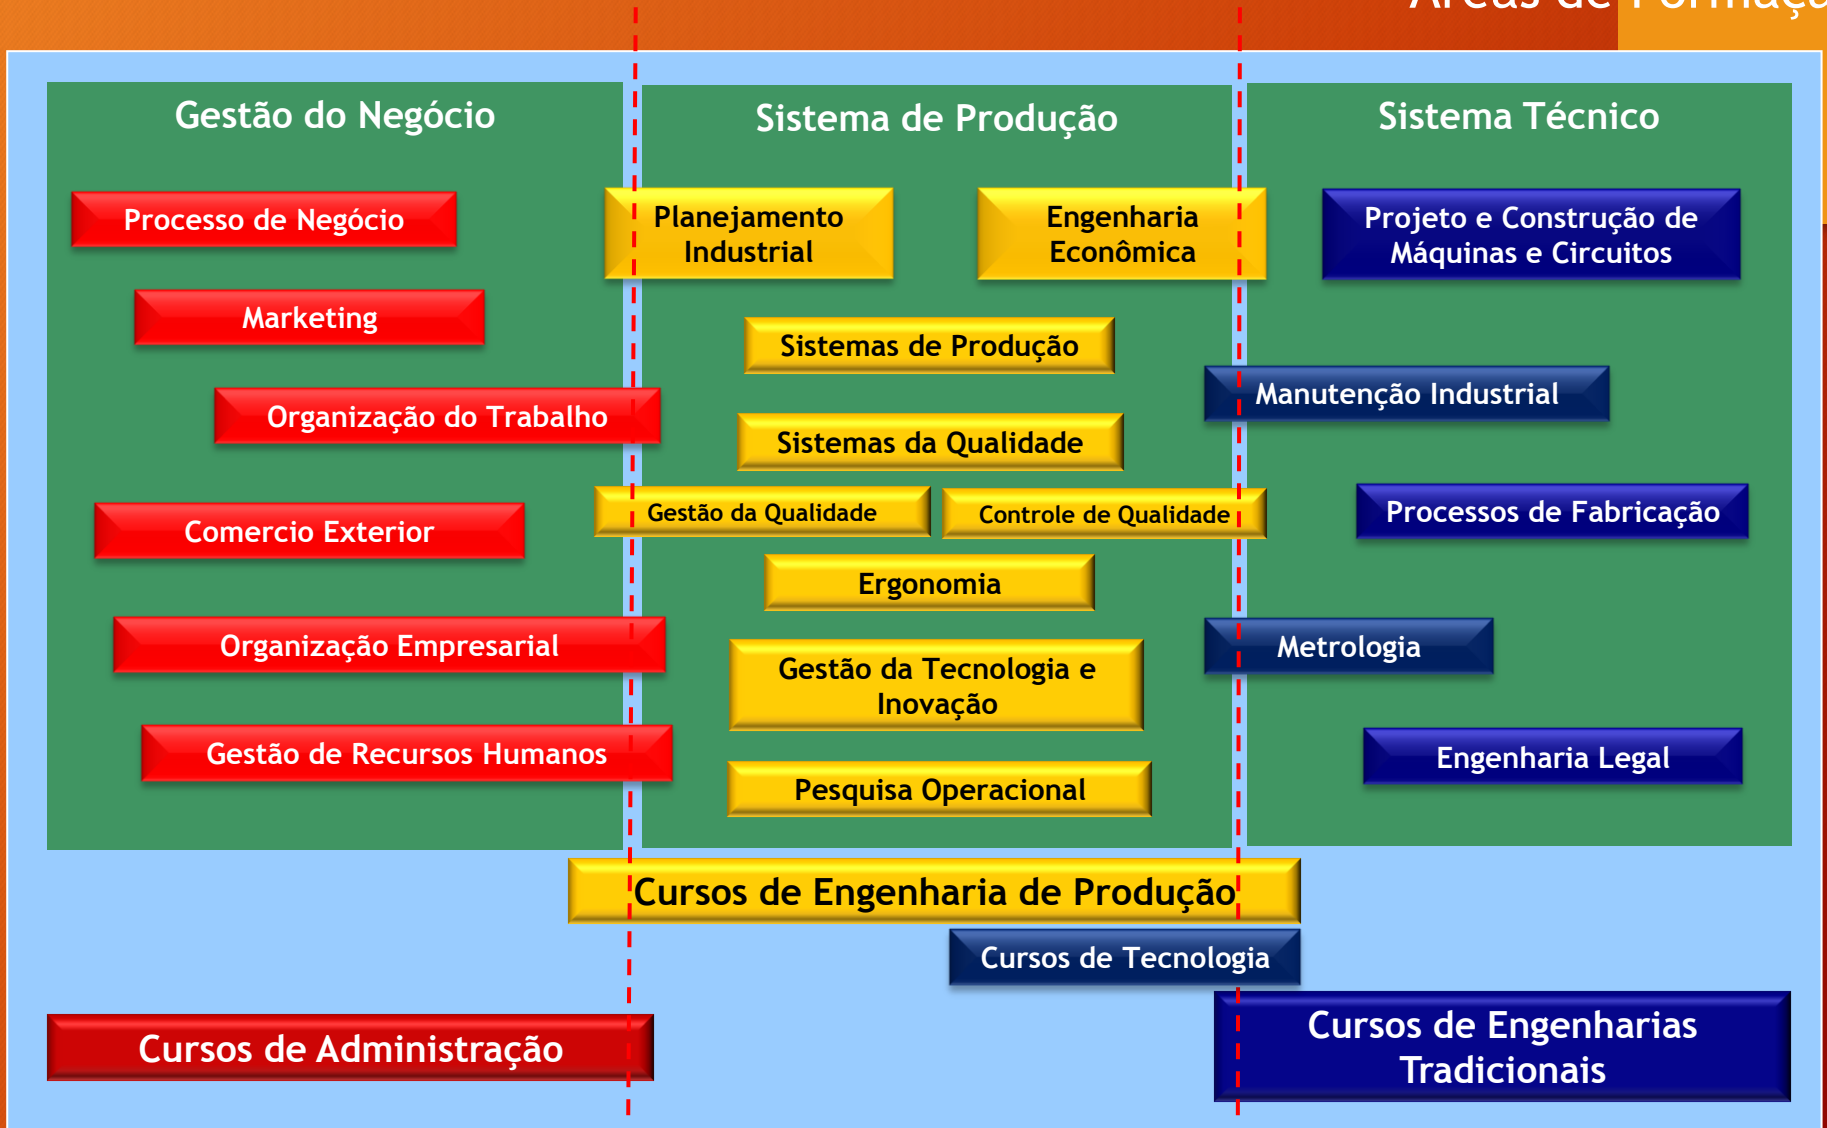 Áreas de Formaçã
Gestão do Negócio
Processo de Negócio
Marketing
Organização do Trabalho
Comercio Exterior
Organização Empresarial
Gestão de Recursos Humanos
Sistema de Produção
Planejamento
Industrial
Engenharia
Econômica
Sistemas de Produção
Sistemas da Qualidade
Gestão da Qualidade
Controle de Qualidade
Ergonomia
Gestão da Tecnologia e
Inovação
Pesquisa Operacional
Sistema Técnico
Projeto e Construção de
Máquinas e Circuitos
Manutenção Industrial
Processos de Fabricação
Metrologia
Engenharia Legal
Cursos de Engenharia de Produção
Cursos de Tecnologia
Cursos de Administração
Cursos de Engenharias
Tradicionais